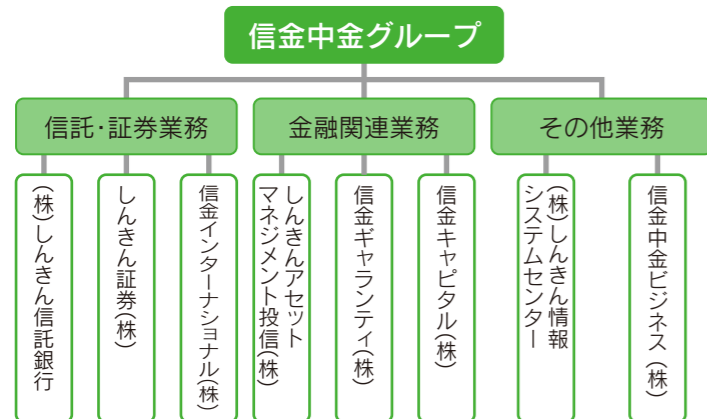 信金中金グループ
信託・証券業務
金融関連業務
その他業務
(株)しんきん信託銀行
しんきん証券(株)
信金インターナショナル(株)
しんきんアセット
マネジメント投信(株)
信金ギャランティ(株)
信金キャピタル(株)
(株)しんきん情報
システムセンター
信金中金ビジネス(株)